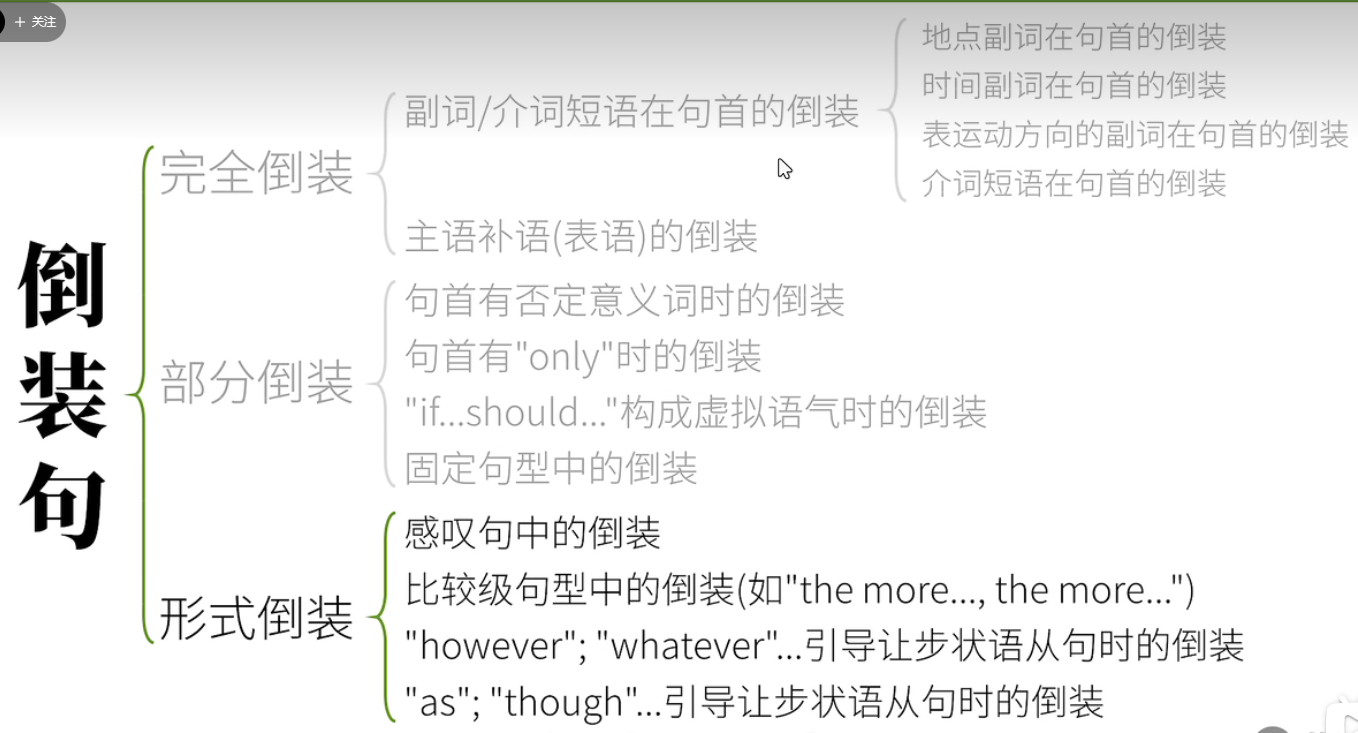 + 关注
倒装句
完全倒装
副词/介词短语在句首的倒装
地点副词在句首的倒装
时间副词在句首的倒装
表运动方向的副词在句首的倒装
介词短语在句首的倒装
主语补语(表语)的倒装
部分倒装
句首有否定意义词时的倒装
句首有"only"时的倒装
"if...should..."构成虚拟语气时的倒装
固定句型中的倒装
形式倒装
感叹句中的倒装
比较级句型中的倒装(如"the more..., the more...")
"however"; "whatever"...引导让步状语从句时的倒装
"as"; "though"...引导让步状语从句时的倒装